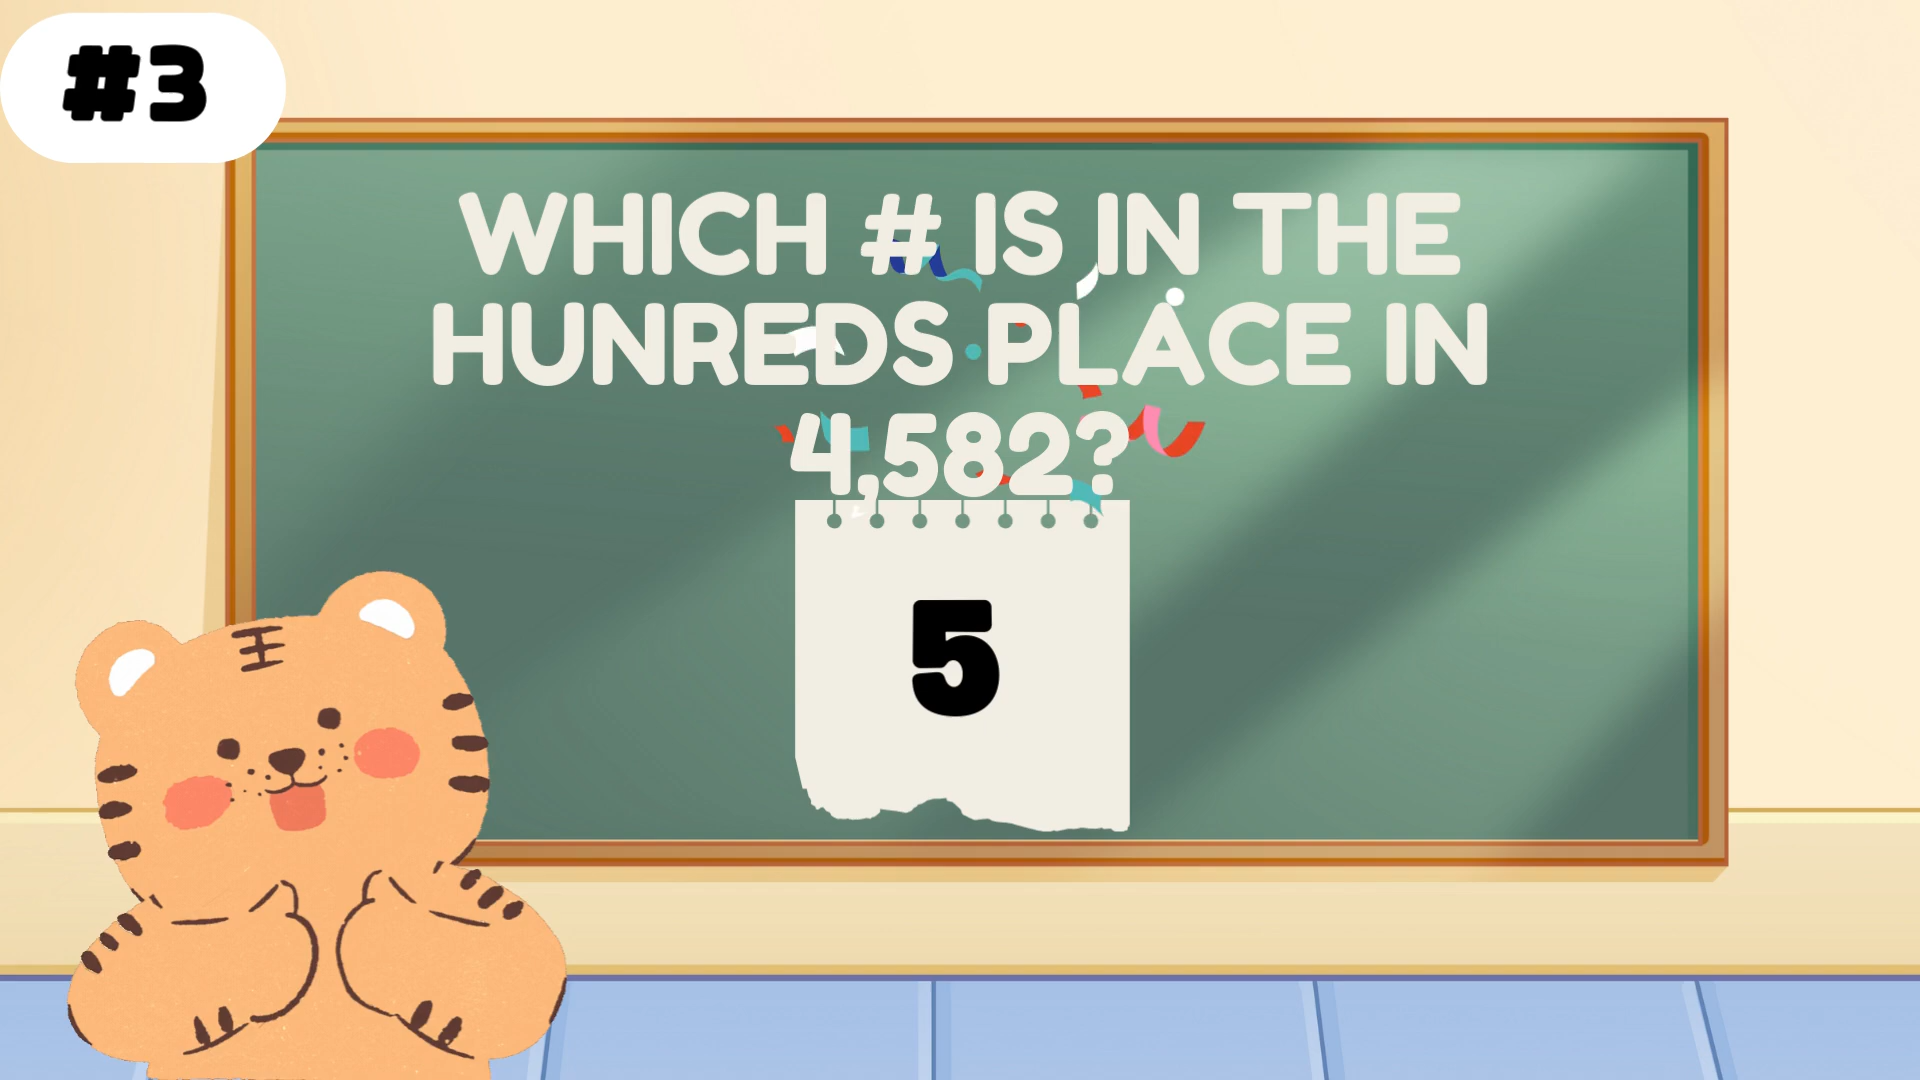 #3
WHICH # IS IN THE
HUNREDS PLACE IN
4,582?
5